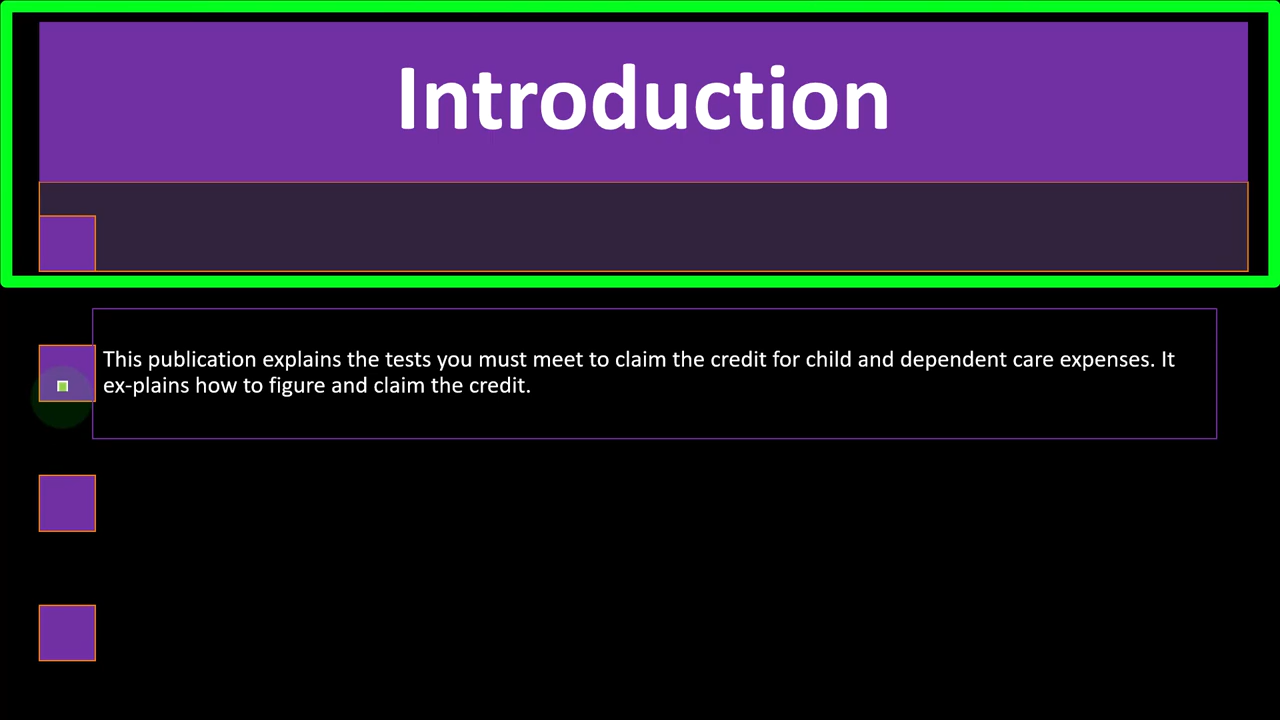 Introduction
This publication explains the tests you must meet to claim the credit for child and dependent care expenses. It
ex-plains how to figure and claim the credit.